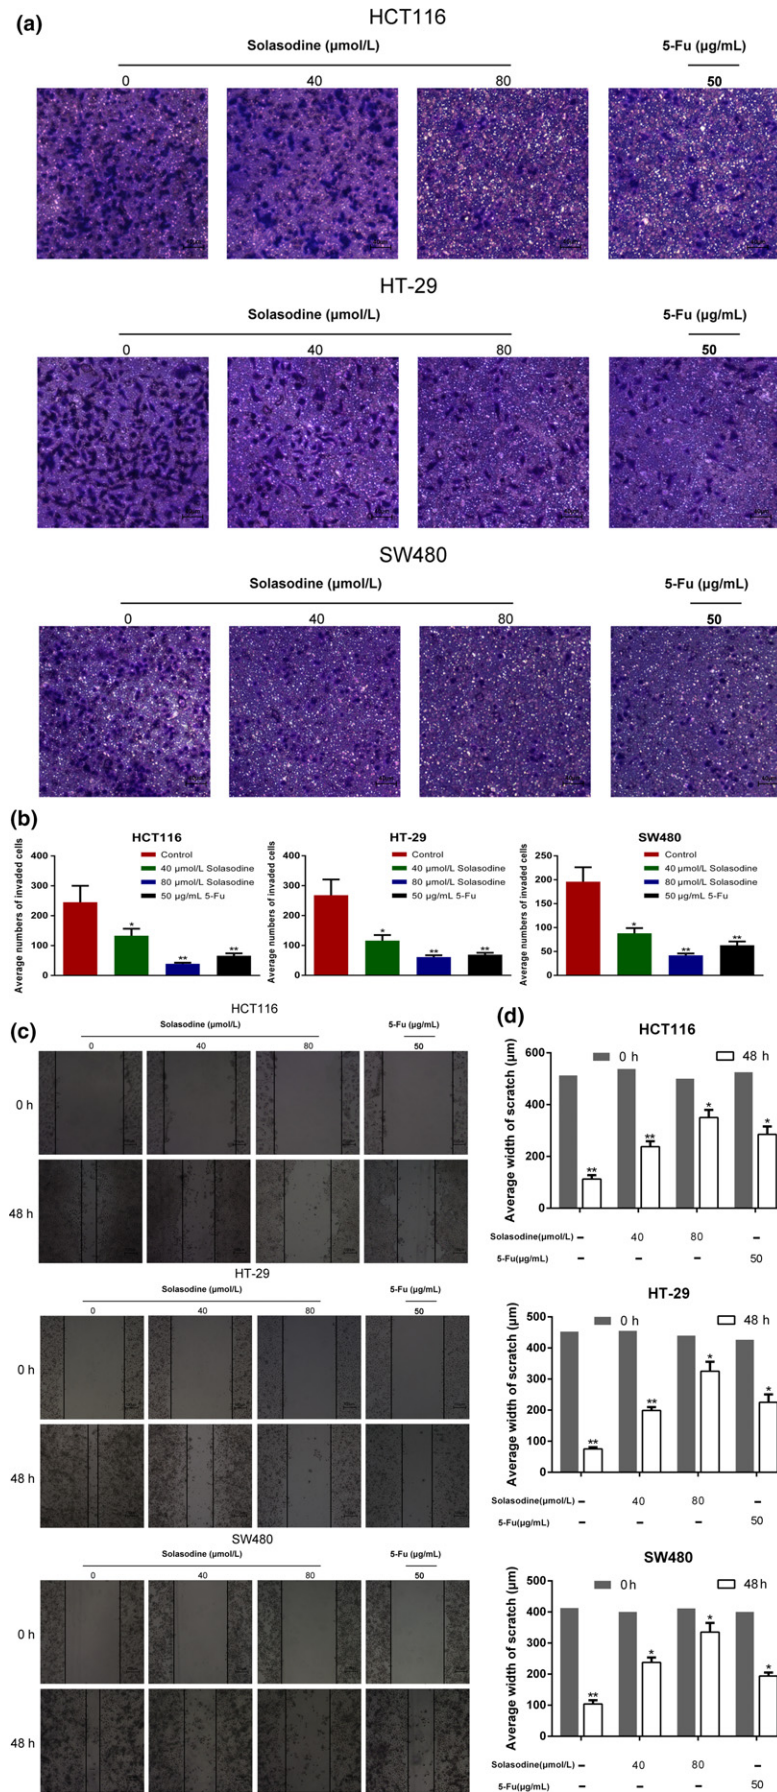 (a)
HCT116
Solasodine (μmol/L)
5-Fu (μg/mL)
0
40
80
50
HT-29
Solasodine (μmol/L)
5-Fu (μg/mL)
0
40
80
50
SW480
Solasodine (μmol/L)
5-Fu (μg/mL)
0
40
80
50
(b)
HCT116
Average numbers of invaded cells
400
300
200
100
0
Control
40 μmol/L Solasodine
80 μmol/L Solasodine
50 μg/mL 5-Fu
*
**
**
HT-29
Average numbers of invaded cells
400
300
200
100
0
Control
40 μmol/L Solasodine
80 μmol/L Solasodine
50 μg/mL 5-Fu
*
**
**
SW480
Average numbers of invaded cells
250
200
150
100
50
0
Control
40 μmol/L Solasodine
80 μmol/L Solasodine
50 μg/mL 5-Fu
*
**
**
(c)
HCT116
Solasodine (μmol/L)
5-Fu (μg/mL)
0
40
80
50
0 h
48 h
HT-29
Solasodine (μmol/L)
5-Fu (μg/mL)
0
40
80
50
0 h
48 h
SW480
Solasodine (μmol/L)
5-Fu (μg/mL)
0
40
80
50
0 h
48 h
(d)
HCT116
Average width of scratch (μm)
600
400
200
0
0 h
48 h
**
**
*
*
Solasodine(μmol/L) – 40 80 –
5-Fu(μg/mL) – – – 50
HT-29
Average width of scratch (μm)
500
400
300
200
100
0
0 h
48 h
**
**
*
*
Solasodine(μmol/L) – 40 80 –
5-Fu(μg/mL) – – – 50
SW480
Average width of scratch (μm)
500
400
300
200
100
0
0 h
48 h
**
*
*
*
Solasodine(μmol/L) – 40 80 –
5-Fu(μg/mL) – – – 50